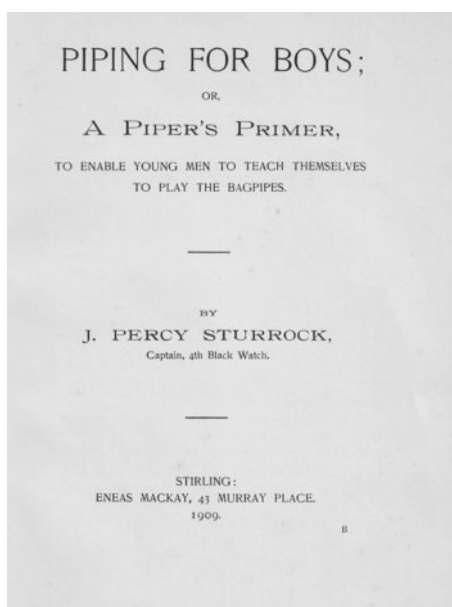 PIPING FOR BOYS;
OR,
A PIPER'S PRIMER,
TO ENABLE YOUNG MEN TO TEACH THEMSELVES
TO PLAY THE BAGPIPES.
BY
J. PERCY STURROCK,
Captain, 4th Black Watch.
STIRLING:
ENEAS MACKAY, 43 MURRAY PLACE.
1909.
B